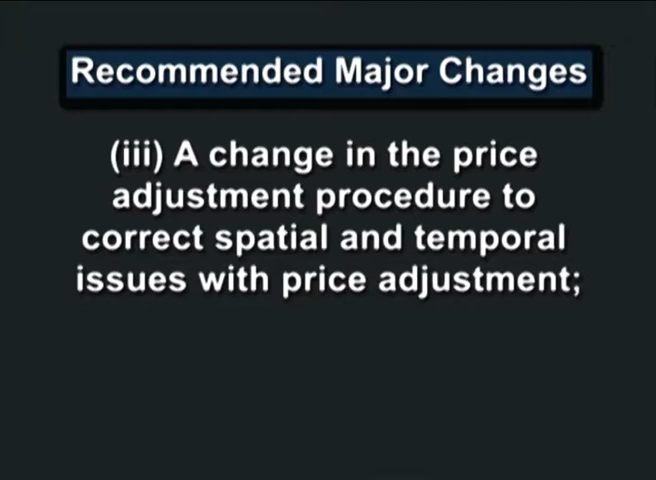 Recommended Major Changes
(iii) A change in the price
adjustment procedure to
correct spatial and temporal
issues with price adjustment;